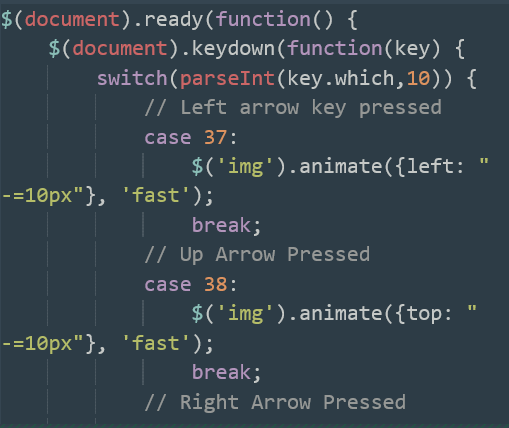 $(document).ready(function() {
    $(document).keydown(function(key) {
        switch(parseInt(key.which,10)) {
            // Left arrow key pressed
            case 37:
                $('img').animate({left: "
-=10px"}, 'fast');
                break;
            // Up Arrow Pressed
            case 38:
                $('img').animate({top: "
-=10px"}, 'fast');
                break;
            // Right Arrow Pressed